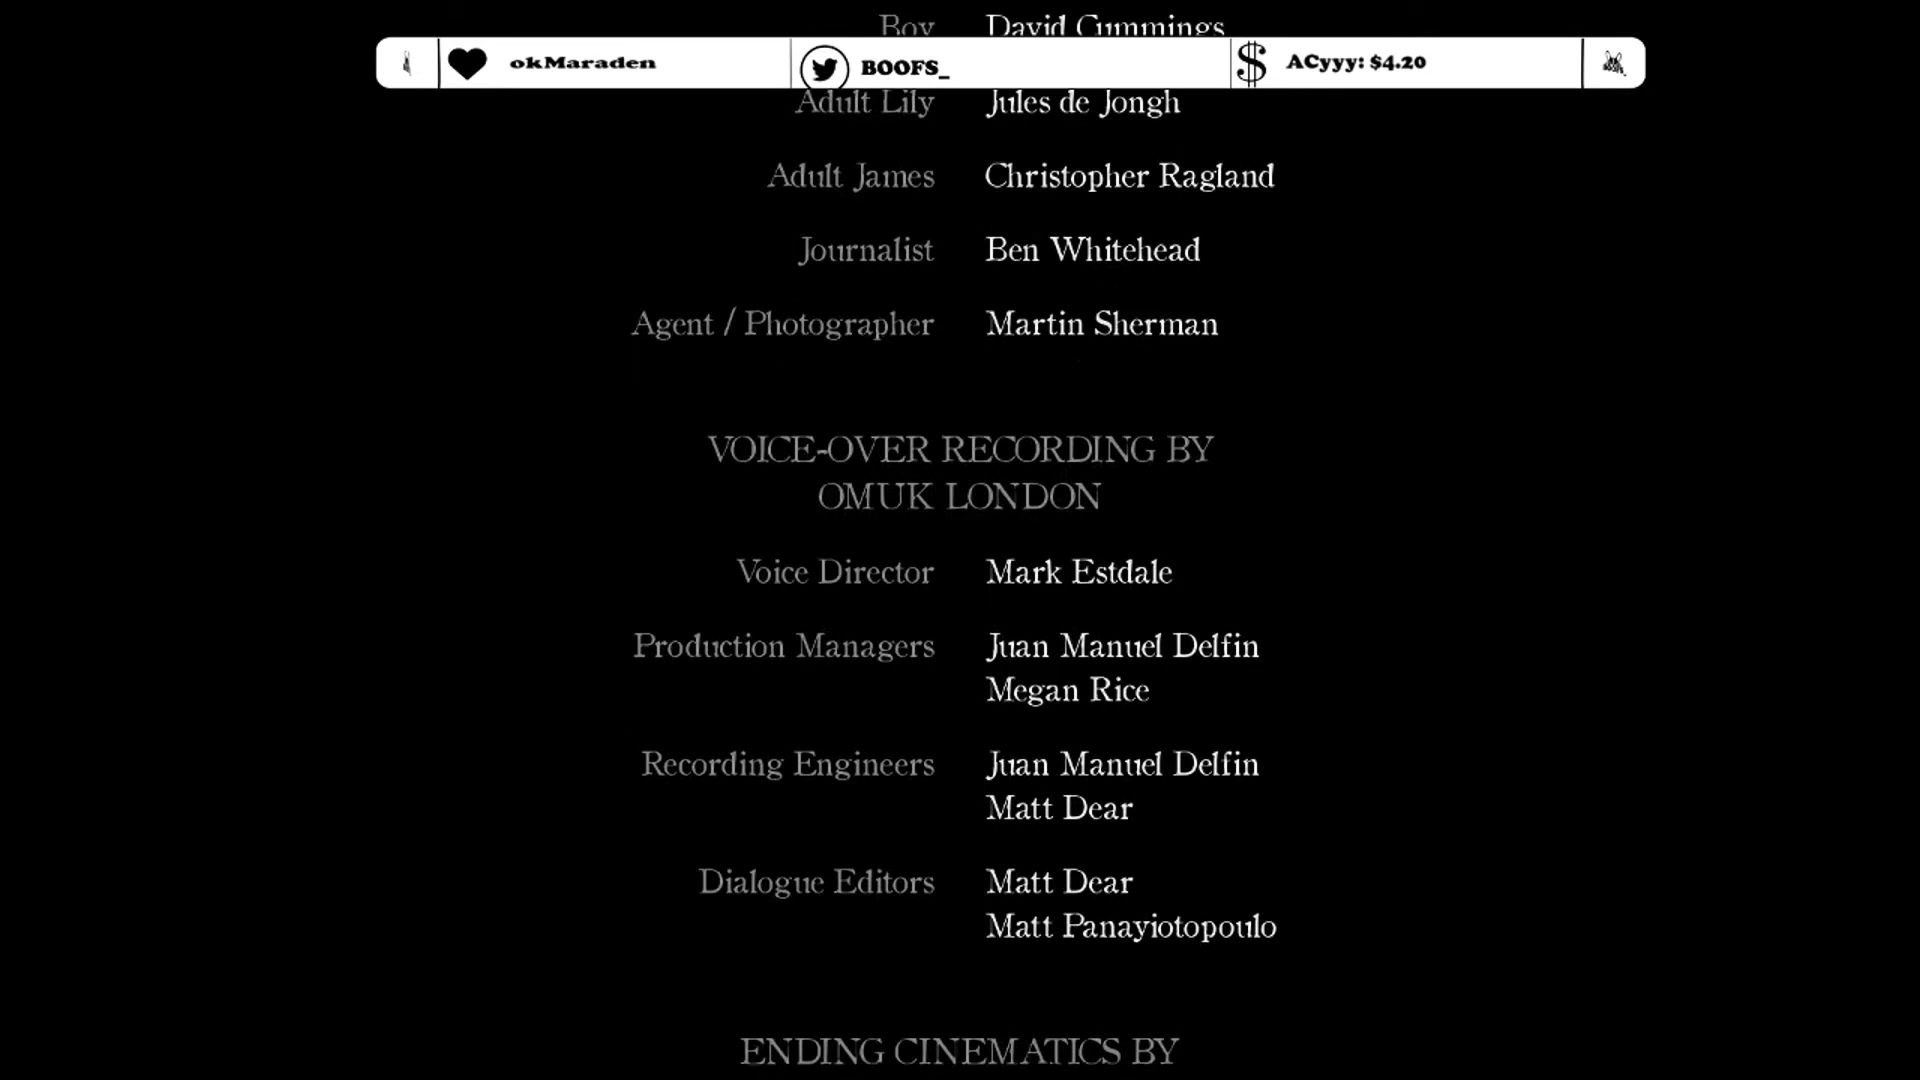 Boy David Cummings
okMaraden BOOFS_ ACyyy: $4.20
Adult Lily Jules de Jongh
Adult James Christopher Ragland
Journalist Ben Whitehead
Agent / Photographer Martin Sherman
VOICE-OVER RECORDING BY
OMUK LONDON
Voice Director Mark Estdale
Production Managers Juan Manuel Delfin
Megan Rice
Recording Engineers Juan Manuel Delfin
Matt Dear
Dialogue Editors Matt Dear
Matt Panayiotopoulo
ENDING CINEMATICS BY